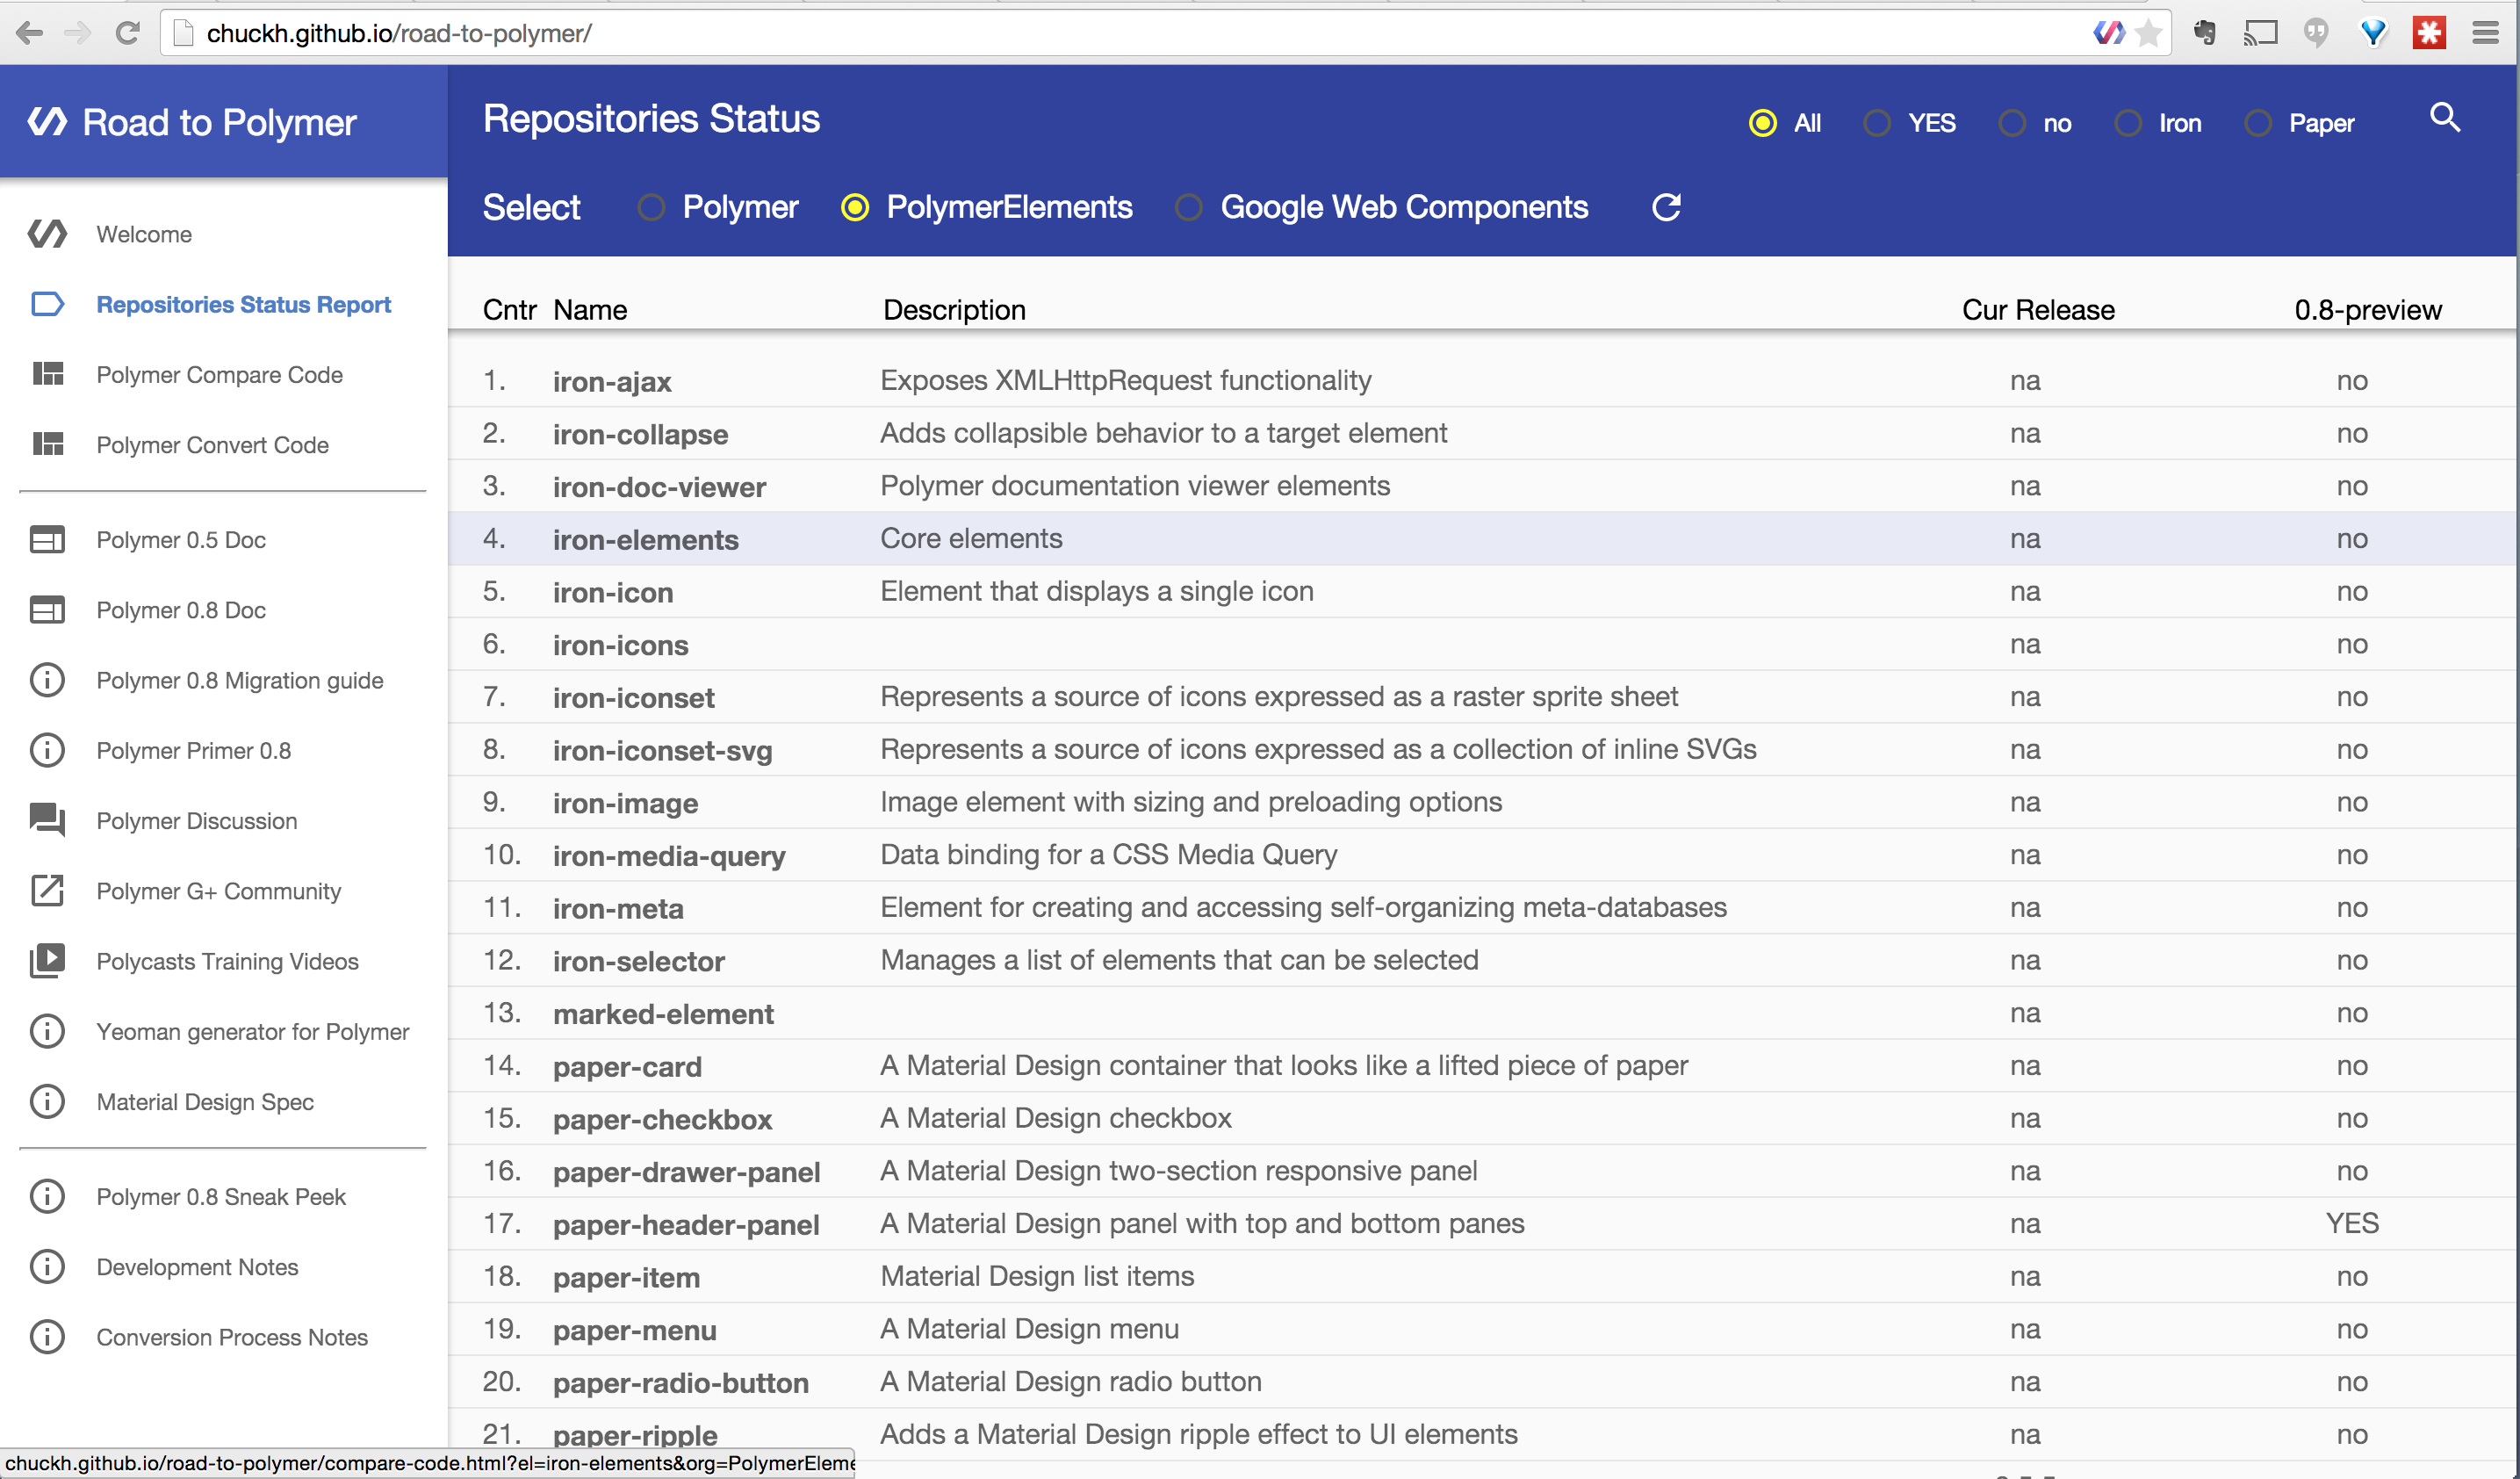 chuckh.github.io/road-to-polymer/
Road to Polymer
Repositories Status
All YES no Iron Paper
Select Polymer PolymerElements Google Web Components
Welcome
Repositories Status Report
Polymer Compare Code
Polymer Convert Code
Polymer 0.5 Doc
Polymer 0.8 Doc
Polymer 0.8 Migration guide
Polymer Primer 0.8
Polymer Discussion
Polymer G+ Community
Polycasts Training Videos
Yeoman generator for Polymer
Material Design Spec
Polymer 0.8 Sneak Peek
Development Notes
Conversion Process Notes
Cntr Name Description Cur Release 0.8-preview
1. iron-ajax Exposes XMLHttpRequest functionality na no
2. iron-collapse Adds collapsible behavior to a target element na no
3. iron-doc-viewer Polymer documentation viewer elements na no
4. iron-elements Core elements na no
5. iron-icon Element that displays a single icon na no
6. iron-icons na no
7. iron-iconset Represents a source of icons expressed as a raster sprite sheet na no
8. iron-iconset-svg Represents a source of icons expressed as a collection of inline SVGs na no
9. iron-image Image element with sizing and preloading options na no
10. iron-media-query Data binding for a CSS Media Query na no
11. iron-meta Element for creating and accessing self-organizing meta-databases na no
12. iron-selector Manages a list of elements that can be selected na no
13. marked-element na no
14. paper-card A Material Design container that looks like a lifted piece of paper na no
15. paper-checkbox A Material Design checkbox na no
16. paper-drawer-panel A Material Design two-section responsive panel na no
17. paper-header-panel A Material Design panel with top and bottom panes na YES
18. paper-item Material Design list items na no
19. paper-menu A Material Design menu na no
20. paper-radio-button A Material Design radio button na no
21. paper-ripple Adds a Material Design ripple effect to UI elements na no
chuckh.github.io/road-to-polymer/compare-code.html?el=iron-elements&org=PolymerEleme